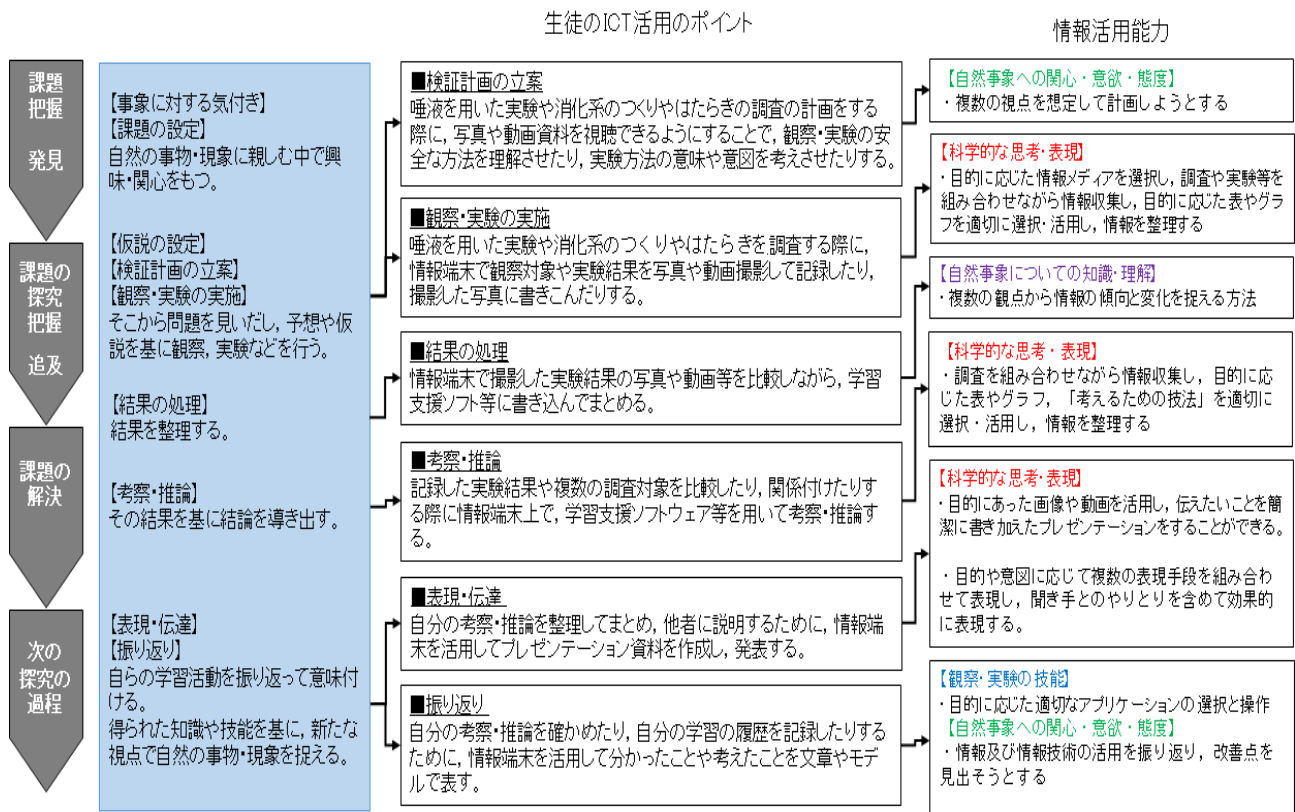 生徒のICT活用のポイント
情報活用能力
課題
把握
発見
課題の
探究
把握
追及
課題の
解決
次の
探究の
過程
【事象に対する気付き】
【課題の設定】
自然の事物・現象に親しむ中で興
味・関心をもつ。
【仮説の設定】
【検証計画の立案】
【観察・実験の実施】
そこから問題を見いだし，予想や仮
説を基に観察，実験などを行う。
【結果の処理】
結果を整理する。
【考察・推論】
その結果を基に結論を導き出す。
【表現・伝達】
【振り返り】
自らの学習活動を振り返って意味付
ける。
得られた知識や技能を基に，新たな
視点で自然の事物・現象を捉える。
■検証計画の立案
唾液を用いた実験や消化系のつくりやはたらきの調査の計画をする
際に，写真や動画資料を視聴できるようにすることで，観察・実験の安
全な方法を理解させたり，実験方法の意味や意図を考えさせたりする。
■観察・実験の実施
唾液を用いた実験や消化系のつくりやはたらきを調査する際に，
情報端末で観察対象や実験結果を写真や動画撮影して記録したり，
撮影した写真に書きこんだりする。
■結果の処理
情報端末で撮影した実験結果の写真や動画等を比較しながら，学習
支援ソフト等に書き込んでまとめる。
■考察・推論
記録した実験結果や複数の調査対象を比較したり，関係付けたりす
る際に情報端末上で，学習支援ソフトウェア等を用いて考察・推論す
る。
■表現・伝達
自分の考察・推論を整理してまとめ，他者に説明するために，情報端
末を活用してプレゼンテーション資料を作成し，発表する。
■振り返り
自分の考察・推論を確かめたり，自分の学習の履歴を記録したりする
ために，情報端末を活用して分かったことや考えたことを文章やモデ
ルで表す。
【自然事象への関心・意欲・態度】
・複数の視点を想定して計画しようとする
【科学的な思考・表現】
・目的に応じた情報メディアを選択し，調査や実験等を
組み合わせながら情報収集し，目的に応じた表やグラ
フを適切に選択・活用し，情報を整理する
【自然事象についての知識・理解】
・複数の観点から情報の傾向と変化を捉える方法
【科学的な思考・表現】
・調査を組み合わせながら情報収集し，目的に応
じた表やグラフ，「考えるための技法」を適切に
選択・活用し，情報を整理する
【科学的な思考・表現】
・目的にあった画像や動画を活用し，伝えたいことを簡
潔に書き加えたプレゼンテーションをすることができる。
・目的や意図に応じて複数の表現手段を組み合わ
せて表現し，聞き手とのやりとりを含めて効果的
に表現する。
【観察・実験の技能】
・目的に応じた適切なアプリケーションの選択と操作
【自然事象への関心・意欲・態度】
・情報及び情報技術の活用を振り返り，改善点を
見出そうとする